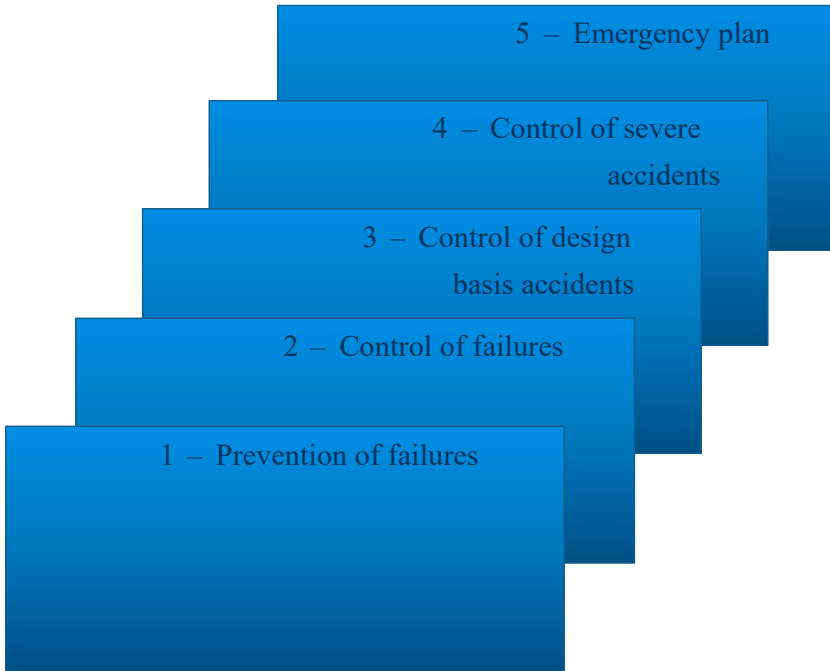 5 – Emergency plan
4 – Control of severe
accidents
3 – Control of design
basis accidents
2 – Control of failures
1 – Prevention of failures